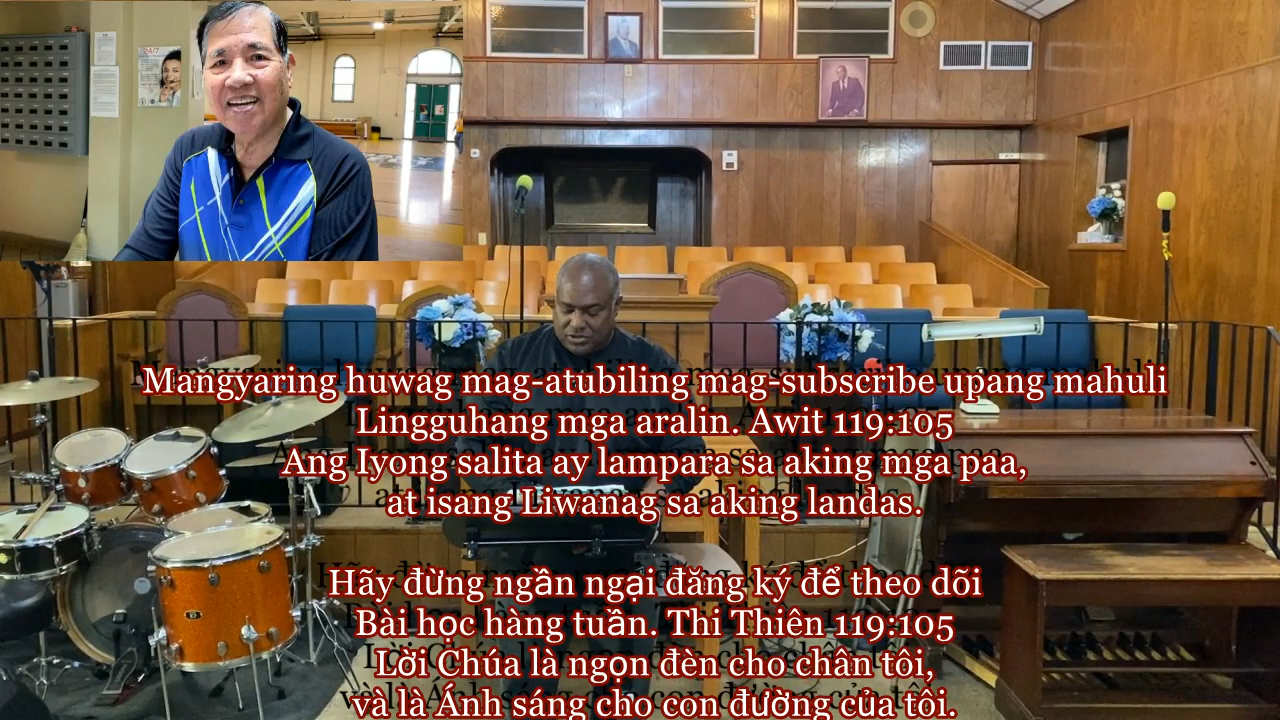 24/7
Mangyaring huwag mag-atubiling mag-subscribe upang mahuli
Lingguhang mga aralin. Awit 119:105
Ang Iyong salita ay lampara sa aking mga paa,
at isang Liwanag sa aking landas.
Hãy đừng ngần ngại đăng ký để theo dõi
Bài học hàng tuần. Thi Thiên 119:105
Lời Chúa là ngọn đèn cho chân tôi,
và là Ánh sáng cho con đường của tôi.